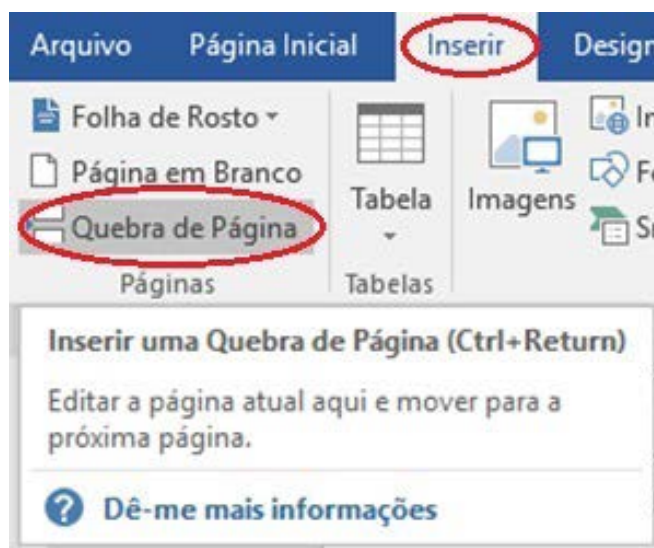 Arquivo Página Inicial Inserir Design
Folha de Rosto
Página em Branco
Quebra de Página
Páginas
Tabela
Tabelas
Imagens
Inserir uma Quebra de Página (Ctrl+Return)
Editar a página atual aqui e mover para a
próxima página.
Dê-me mais informações